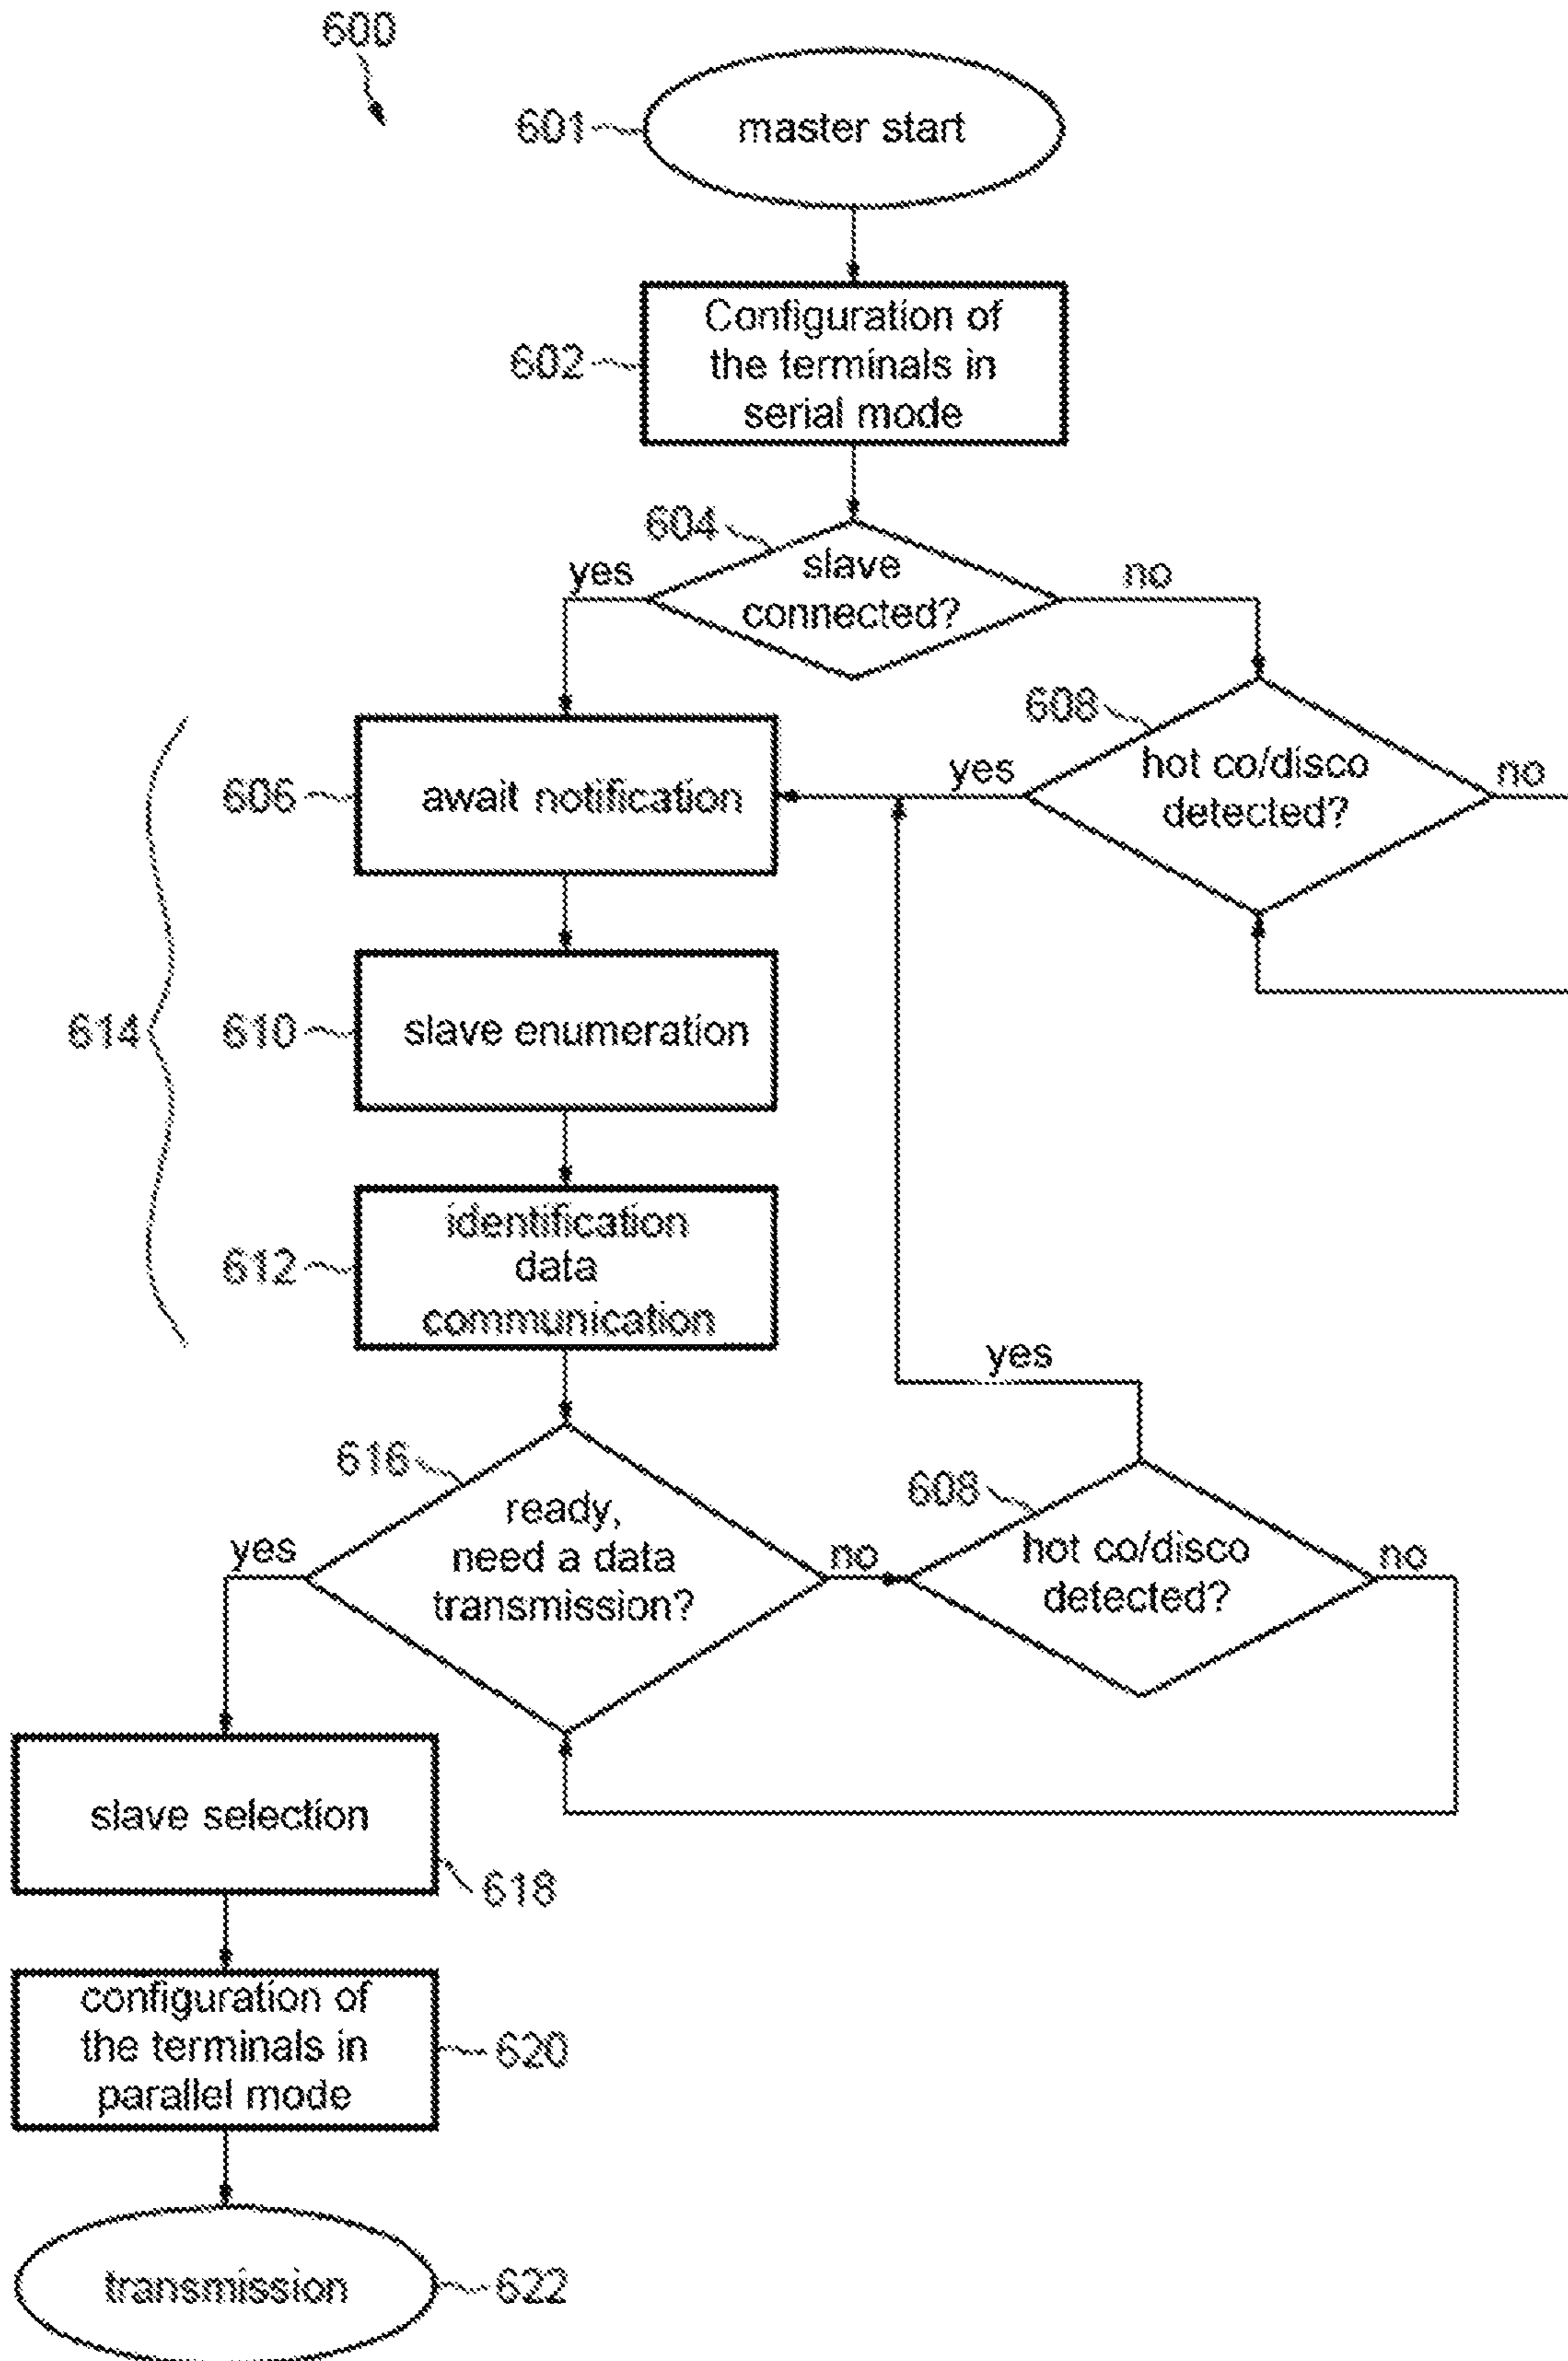 600
601
master start
602
Configuration of
the terminals in
serial mode
604
slave
connected?
yes
no
608
hot co/disco
detected?
yes
no
606
await notification
614
610
slave enumeration
612
identification
data
communication
yes
616
ready,
need a data
transmission?
yes
no
608
hot co/disco
detected?
no
slave selection
618
configuration of
the terminals in
parallel mode
620
transmission
622